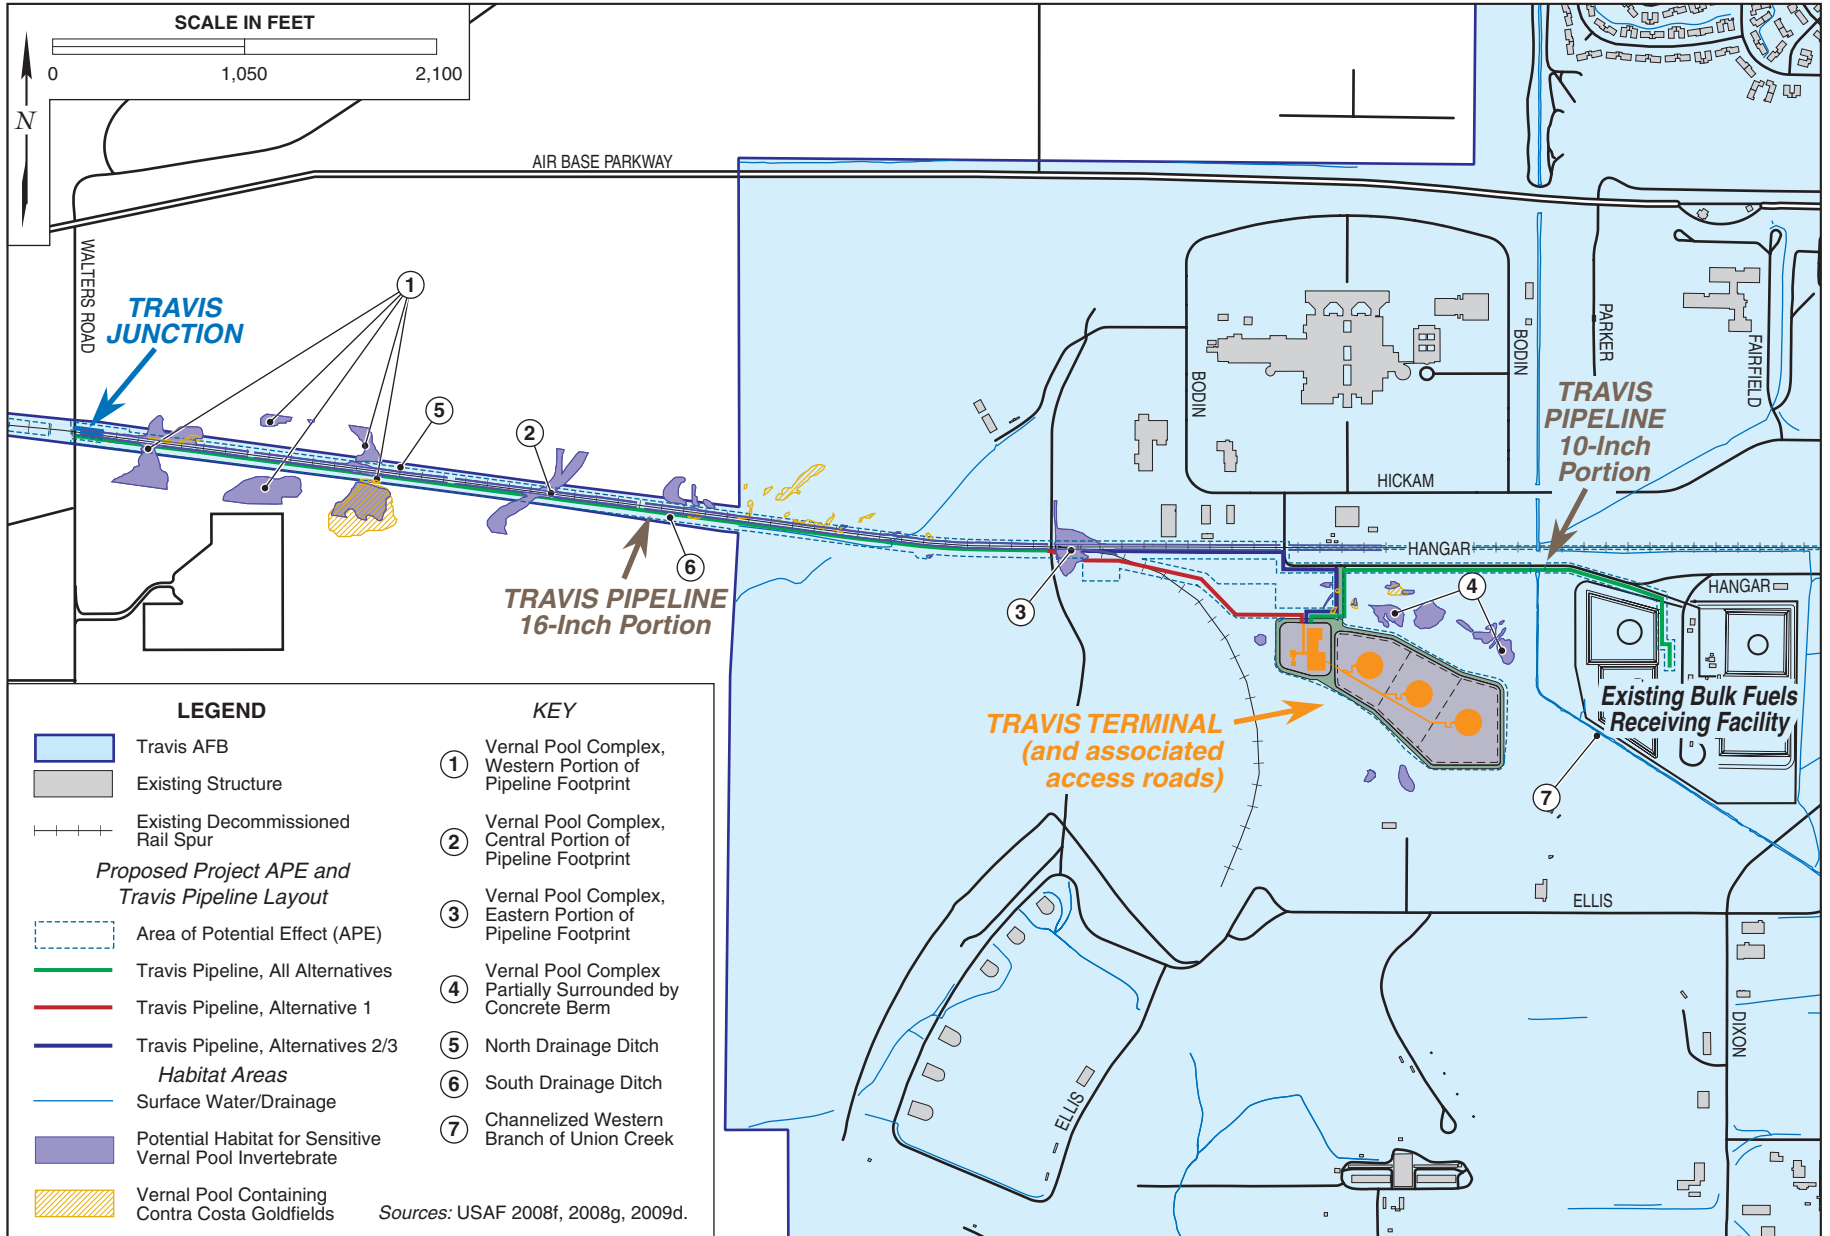 SCALE IN FEET
0 1,050 2,100
N
AIR BASE PARKWAY
WALTERS ROAD
TRAVIS
JUNCTION
1
5
2
6
3
4
7
TRAVIS PIPELINE
16-Inch Portion
BODIN
BODIN
PARKER
FAIRFIELD
TRAVIS
PIPELINE
10-Inch
Portion
HICKAM
HANGAR
HANGAR
TRAVIS TERMINAL
(and associated
access roads)
Existing Bulk Fuels
Receiving Facility
ELLIS
ELLIS
DIXON
LEGEND
Travis AFB
Existing Structure
Existing Decommissioned
Rail Spur
Proposed Project APE and
Travis Pipeline Layout
Area of Potential Effect (APE)
Travis Pipeline, All Alternatives
Travis Pipeline, Alternative 1
Travis Pipeline, Alternatives 2/3
Habitat Areas
Surface Water/Drainage
Potential Habitat for Sensitive
Vernal Pool Invertebrate
Vernal Pool Containing
Contra Costa Goldfields
KEY
1 Vernal Pool Complex,
Western Portion of
Pipeline Footprint
2 Vernal Pool Complex,
Central Portion of
Pipeline Footprint
3 Vernal Pool Complex,
Eastern Portion of
Pipeline Footprint
4 Vernal Pool Complex
Partially Surrounded by
Concrete Berm
5 North Drainage Ditch
6 South Drainage Ditch
7 Channelized Western
Branch of Union Creek
Sources: USAF 2008f, 2008g, 2009d.